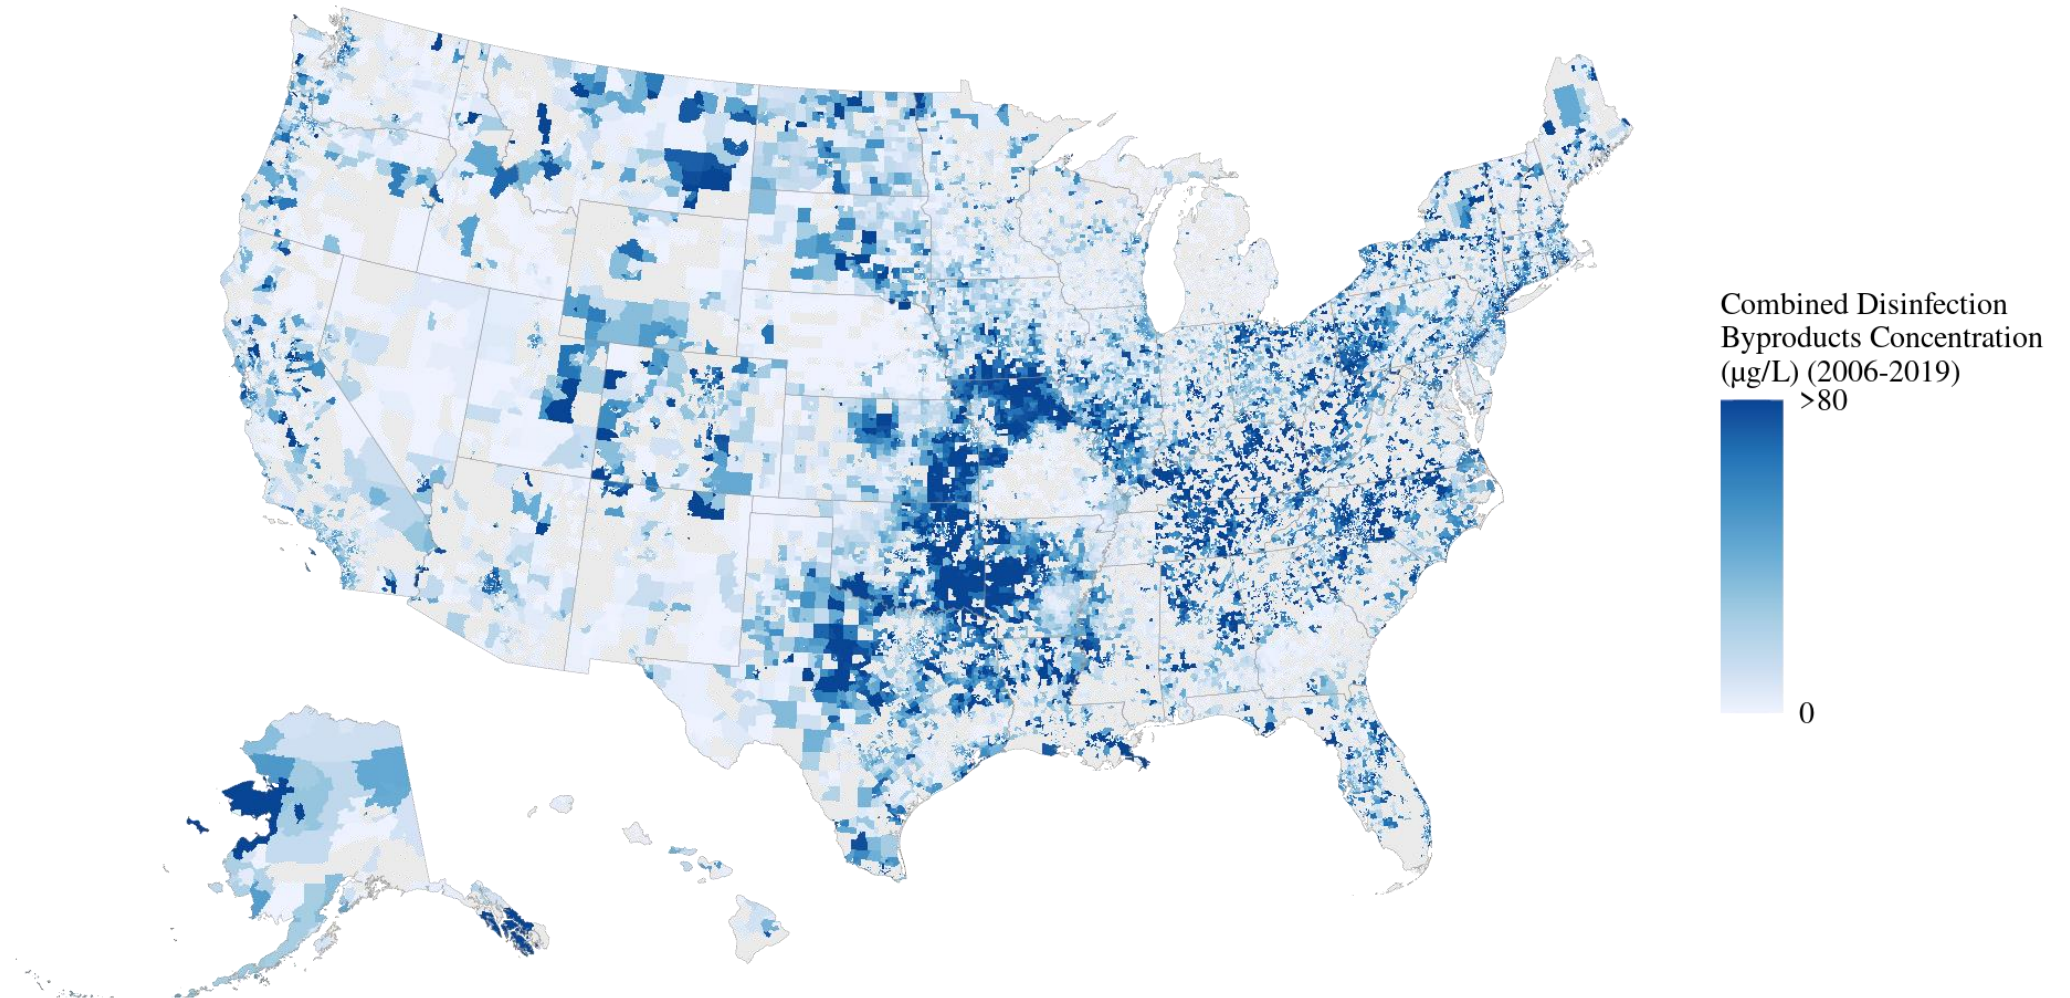 Combined Disinfection
Byproducts Concentration
(μg/L) (2006-2019)
>80
0